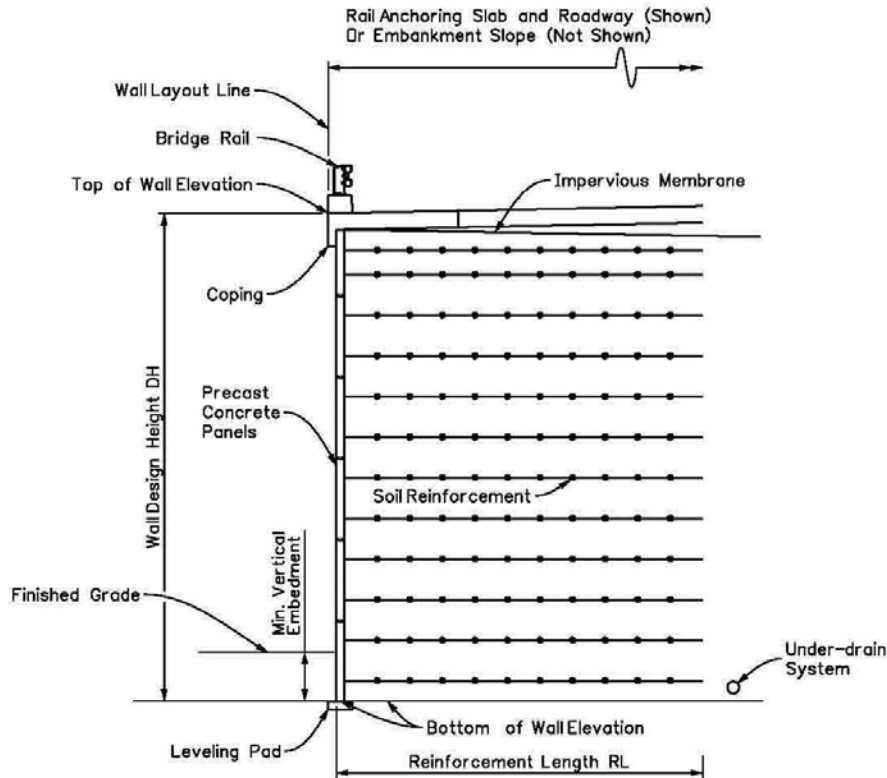 Rail Anchoring Slab and Roadway (Shown)
Or Embankment Slope (Not Shown)
Wall Layout Line
Bridge Rail
Top of Wall Elevation
Impervious Membrane
Coping
Wall Design Height DH
Precast
Concrete
Panels
Soil Reinforcement
Min. Vertical
Embedment
Finished Grade
Under-drain
System
Bottom of Wall Elevation
Leveling Pad
Reinforcement Length RL